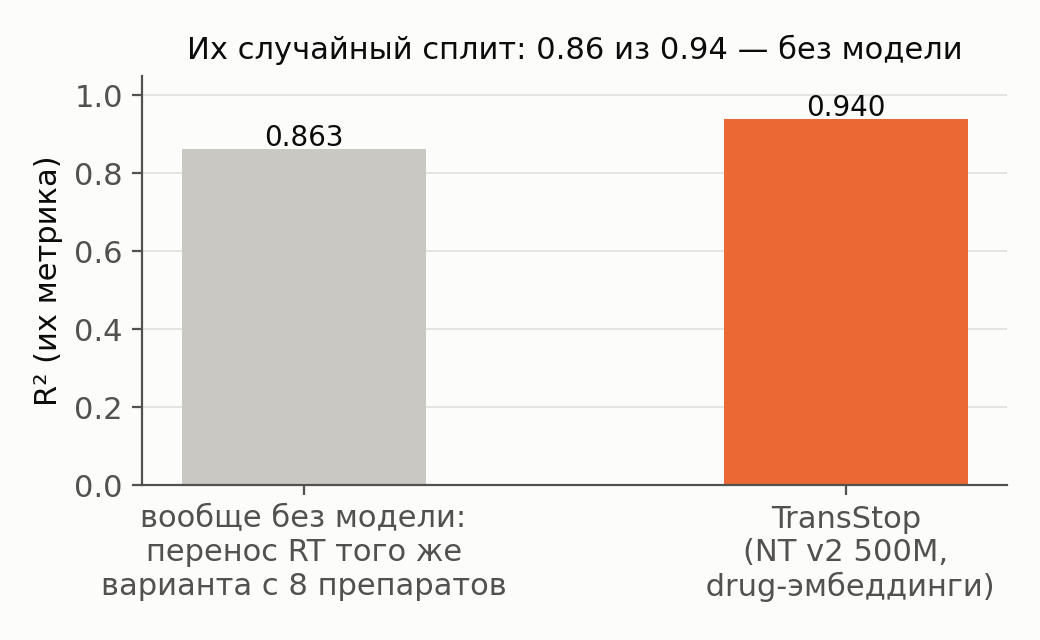 Их случайный сплит: 0.86 из 0.94 — без модели
R² (их метрика)
1.0
0.8
0.6
0.4
0.2
0.0
0.863
0.940
вообще без модели:
перенос RT того же
варианта с 8 препаратов
TransStop
(NT v2 500M,
drug-эмбеддинги)